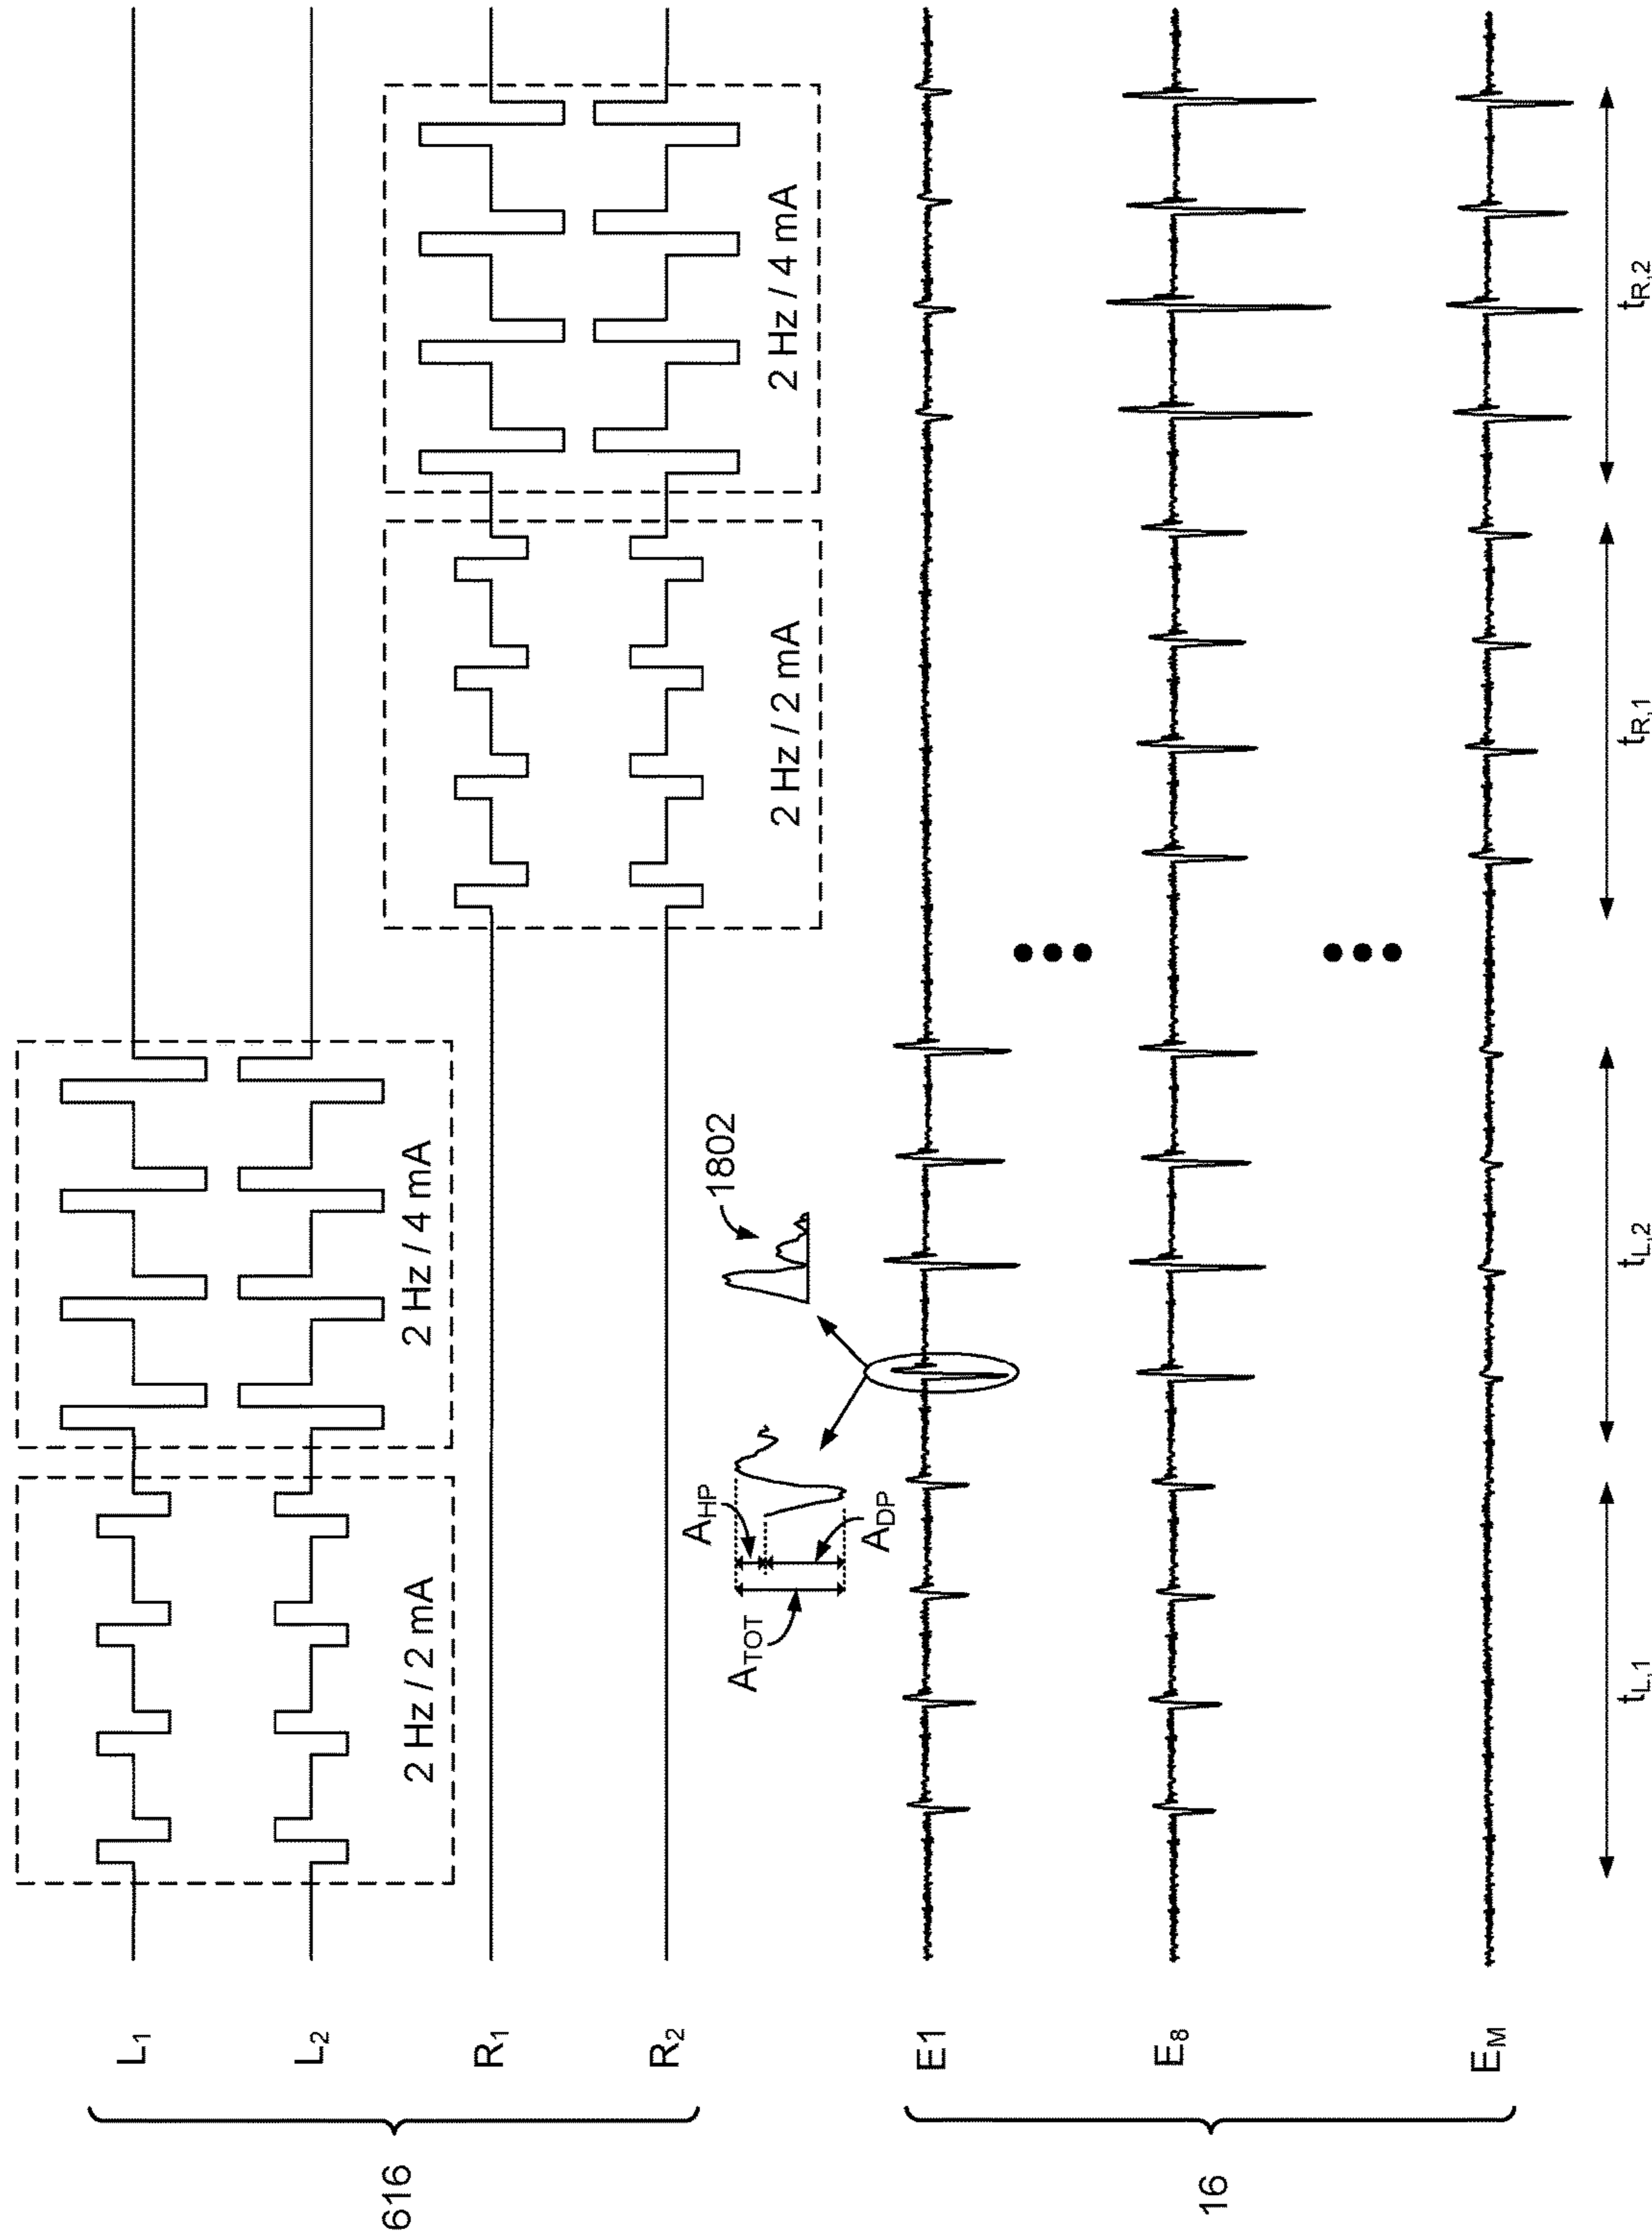 616
L1
L2
R1
R2
2 Hz / 2 mA
2 Hz / 4 mA
2 Hz / 2 mA
2 Hz / 4 mA
ATOT
AHP
ADP
1802
16
E1
E8
EM
tL,1
tL,2
tR,1
tR,2